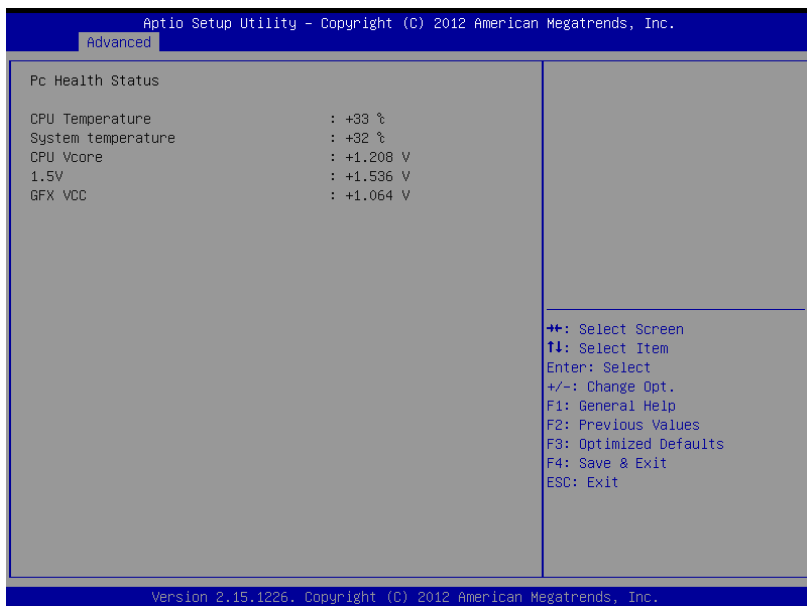 Aptio Setup Utility – Copyright (C) 2012 American Megatrends, Inc.
Advanced
Pc Health Status
CPU Temperature : +33 ℃
System temperature : +32 ℃
CPU Vcore : +1.208 V
1.5V : +1.536 V
GFX VCC : +1.064 V
→←: Select Screen
↑↓: Select Item
Enter: Select
+/-: Change Opt.
F1: General Help
F2: Previous Values
F3: Optimized Defaults
F4: Save & Exit
ESC: Exit
Version 2.15.1226. Copyright (C) 2012 American Megatrends, Inc.